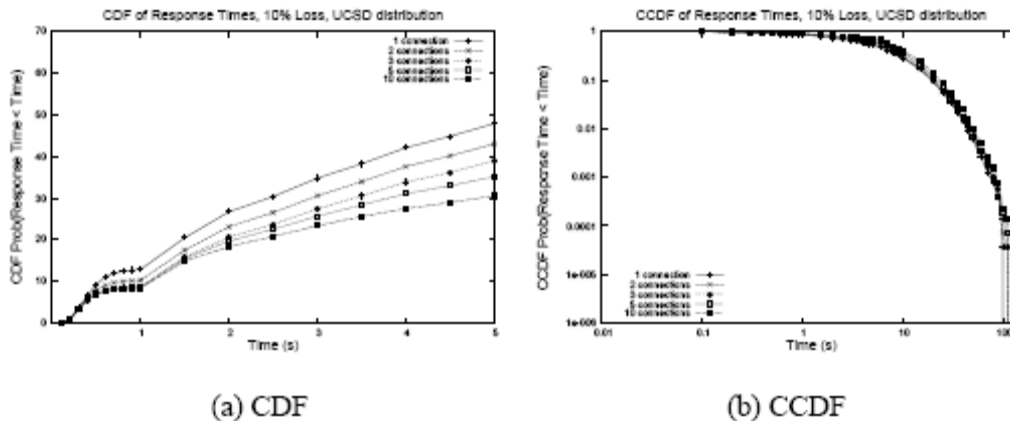 CDF of Response Times, 10% Loss, UCSD distribution
CDF Prob(Response Time < Time)
70
60
50
40
30
20
10
0
1
2
3
4
5
Time (s)
1 connection
2 connections
3 connections
5 connections
10 connections
(a) CDF
CCDF of Response Times, 10% Loss, UCSD distribution
CCDF Prob(Response Time < Time)
1
0.1
0.01
0.001
0.0001
1e-005
1e-006
0.01
0.1
1
10
100
Time (s)
1 connection
2 connections
3 connections
5 connections
10 connections
(b) CCDF